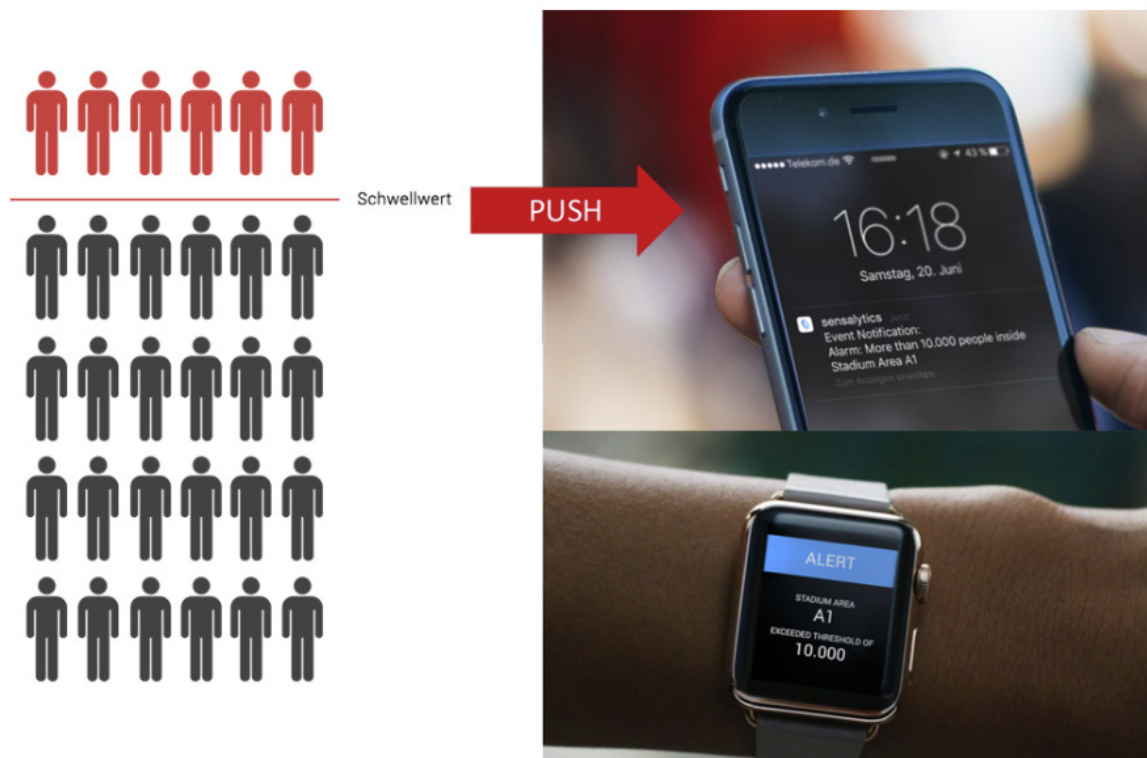 Schwellwert
PUSH
Telekom.de 43 %
16:18
Samstag, 20. Juni
sensalytics Jetzt
Event Notification:
Alarm: More than 10.000 people inside
Stadium Area A1
Zum Anzeigen streichen
ALERT
STADIUM AREA
A1
EXCEEDED THRESHOLD OF
10.000